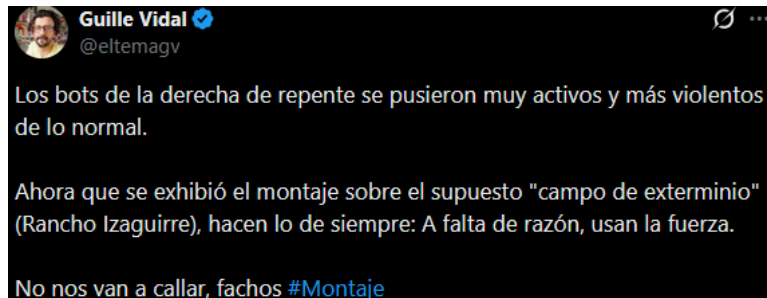 Guille Vidal
@eltemagv
Los bots de la derecha de repente se pusieron muy activos y más violentos
de lo normal.
Ahora que se exhibió el montaje sobre el supuesto "campo de exterminio"
(Rancho Izaguirre), hacen lo de siempre: A falta de razón, usan la fuerza.
No nos van a callar, fachos #Montaje